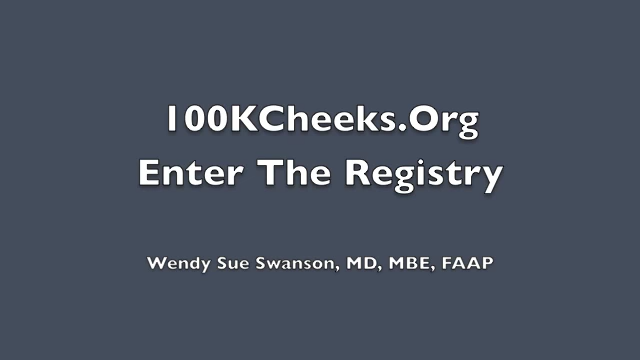 100KCheeks.Org
Enter The Registry
Wendy Sue Swanson, MD, MBE, FAAP